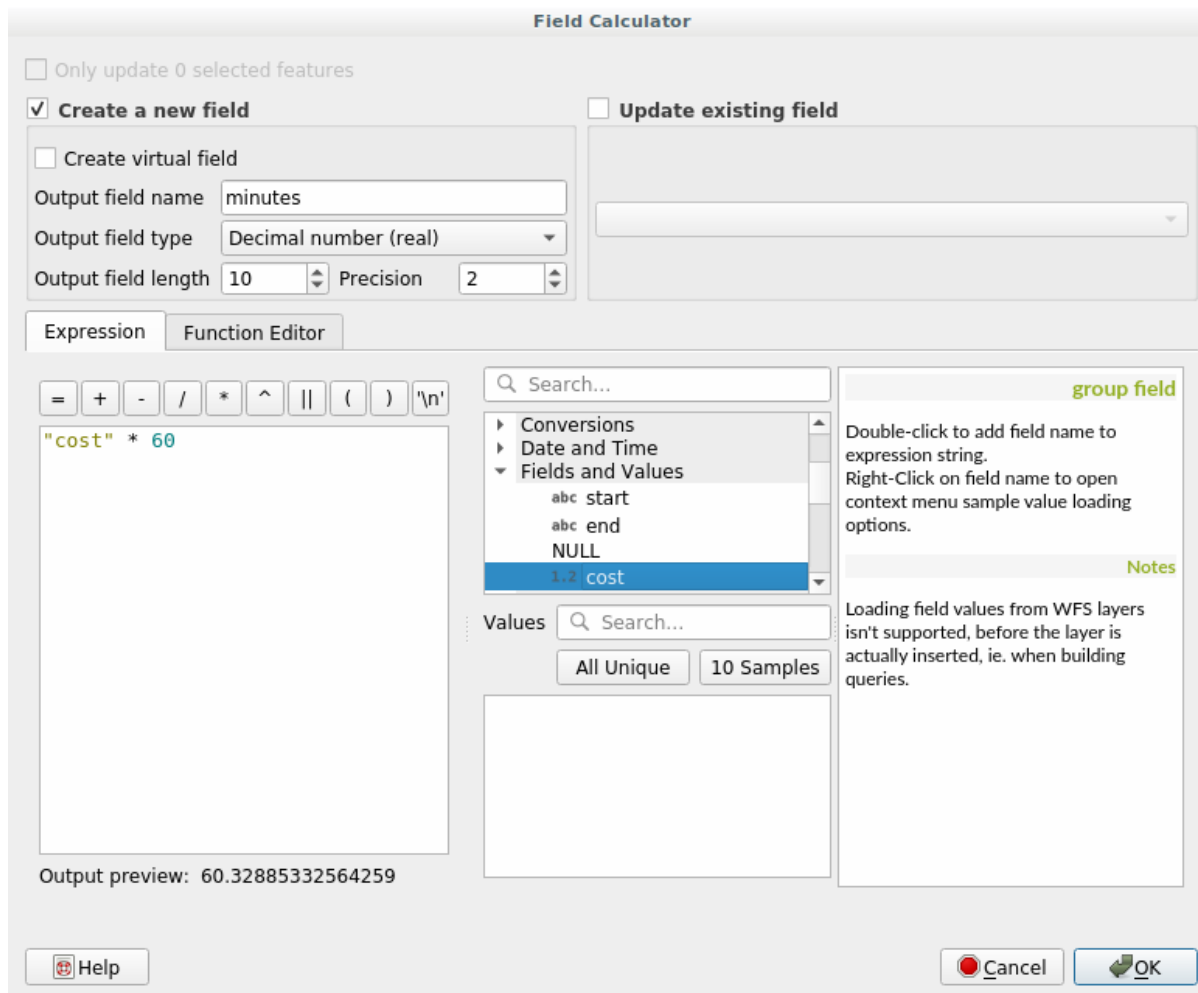 Field Calculator
Only update 0 selected features
Create a new field
Update existing field
Create virtual field
Output field name minutes
Output field type Decimal number (real)
Output field length 10 Precision 2
Expression Function Editor
= + - / * ^ || ( ) '\n'
"cost" * 60
Output preview: 60.32885332564259
Search...
Conversions
Date and Time
Fields and Values
abc start
abc end
NULL
1.2 cost
Values Search...
All Unique 10 Samples
group field
Double-click to add field name to
expression string.
Right-Click on field name to open
context menu sample value loading
options.
Notes
Loading field values from WFS layers
isn't supported, before the layer is
actually inserted, ie. when building
queries.
Help Cancel OK